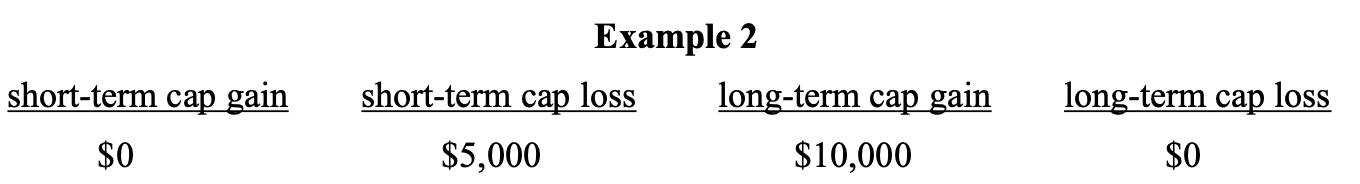 Example 2
short-term cap gain short-term cap loss long-term cap gain long-term cap loss
$0 $5,000 $10,000 $0